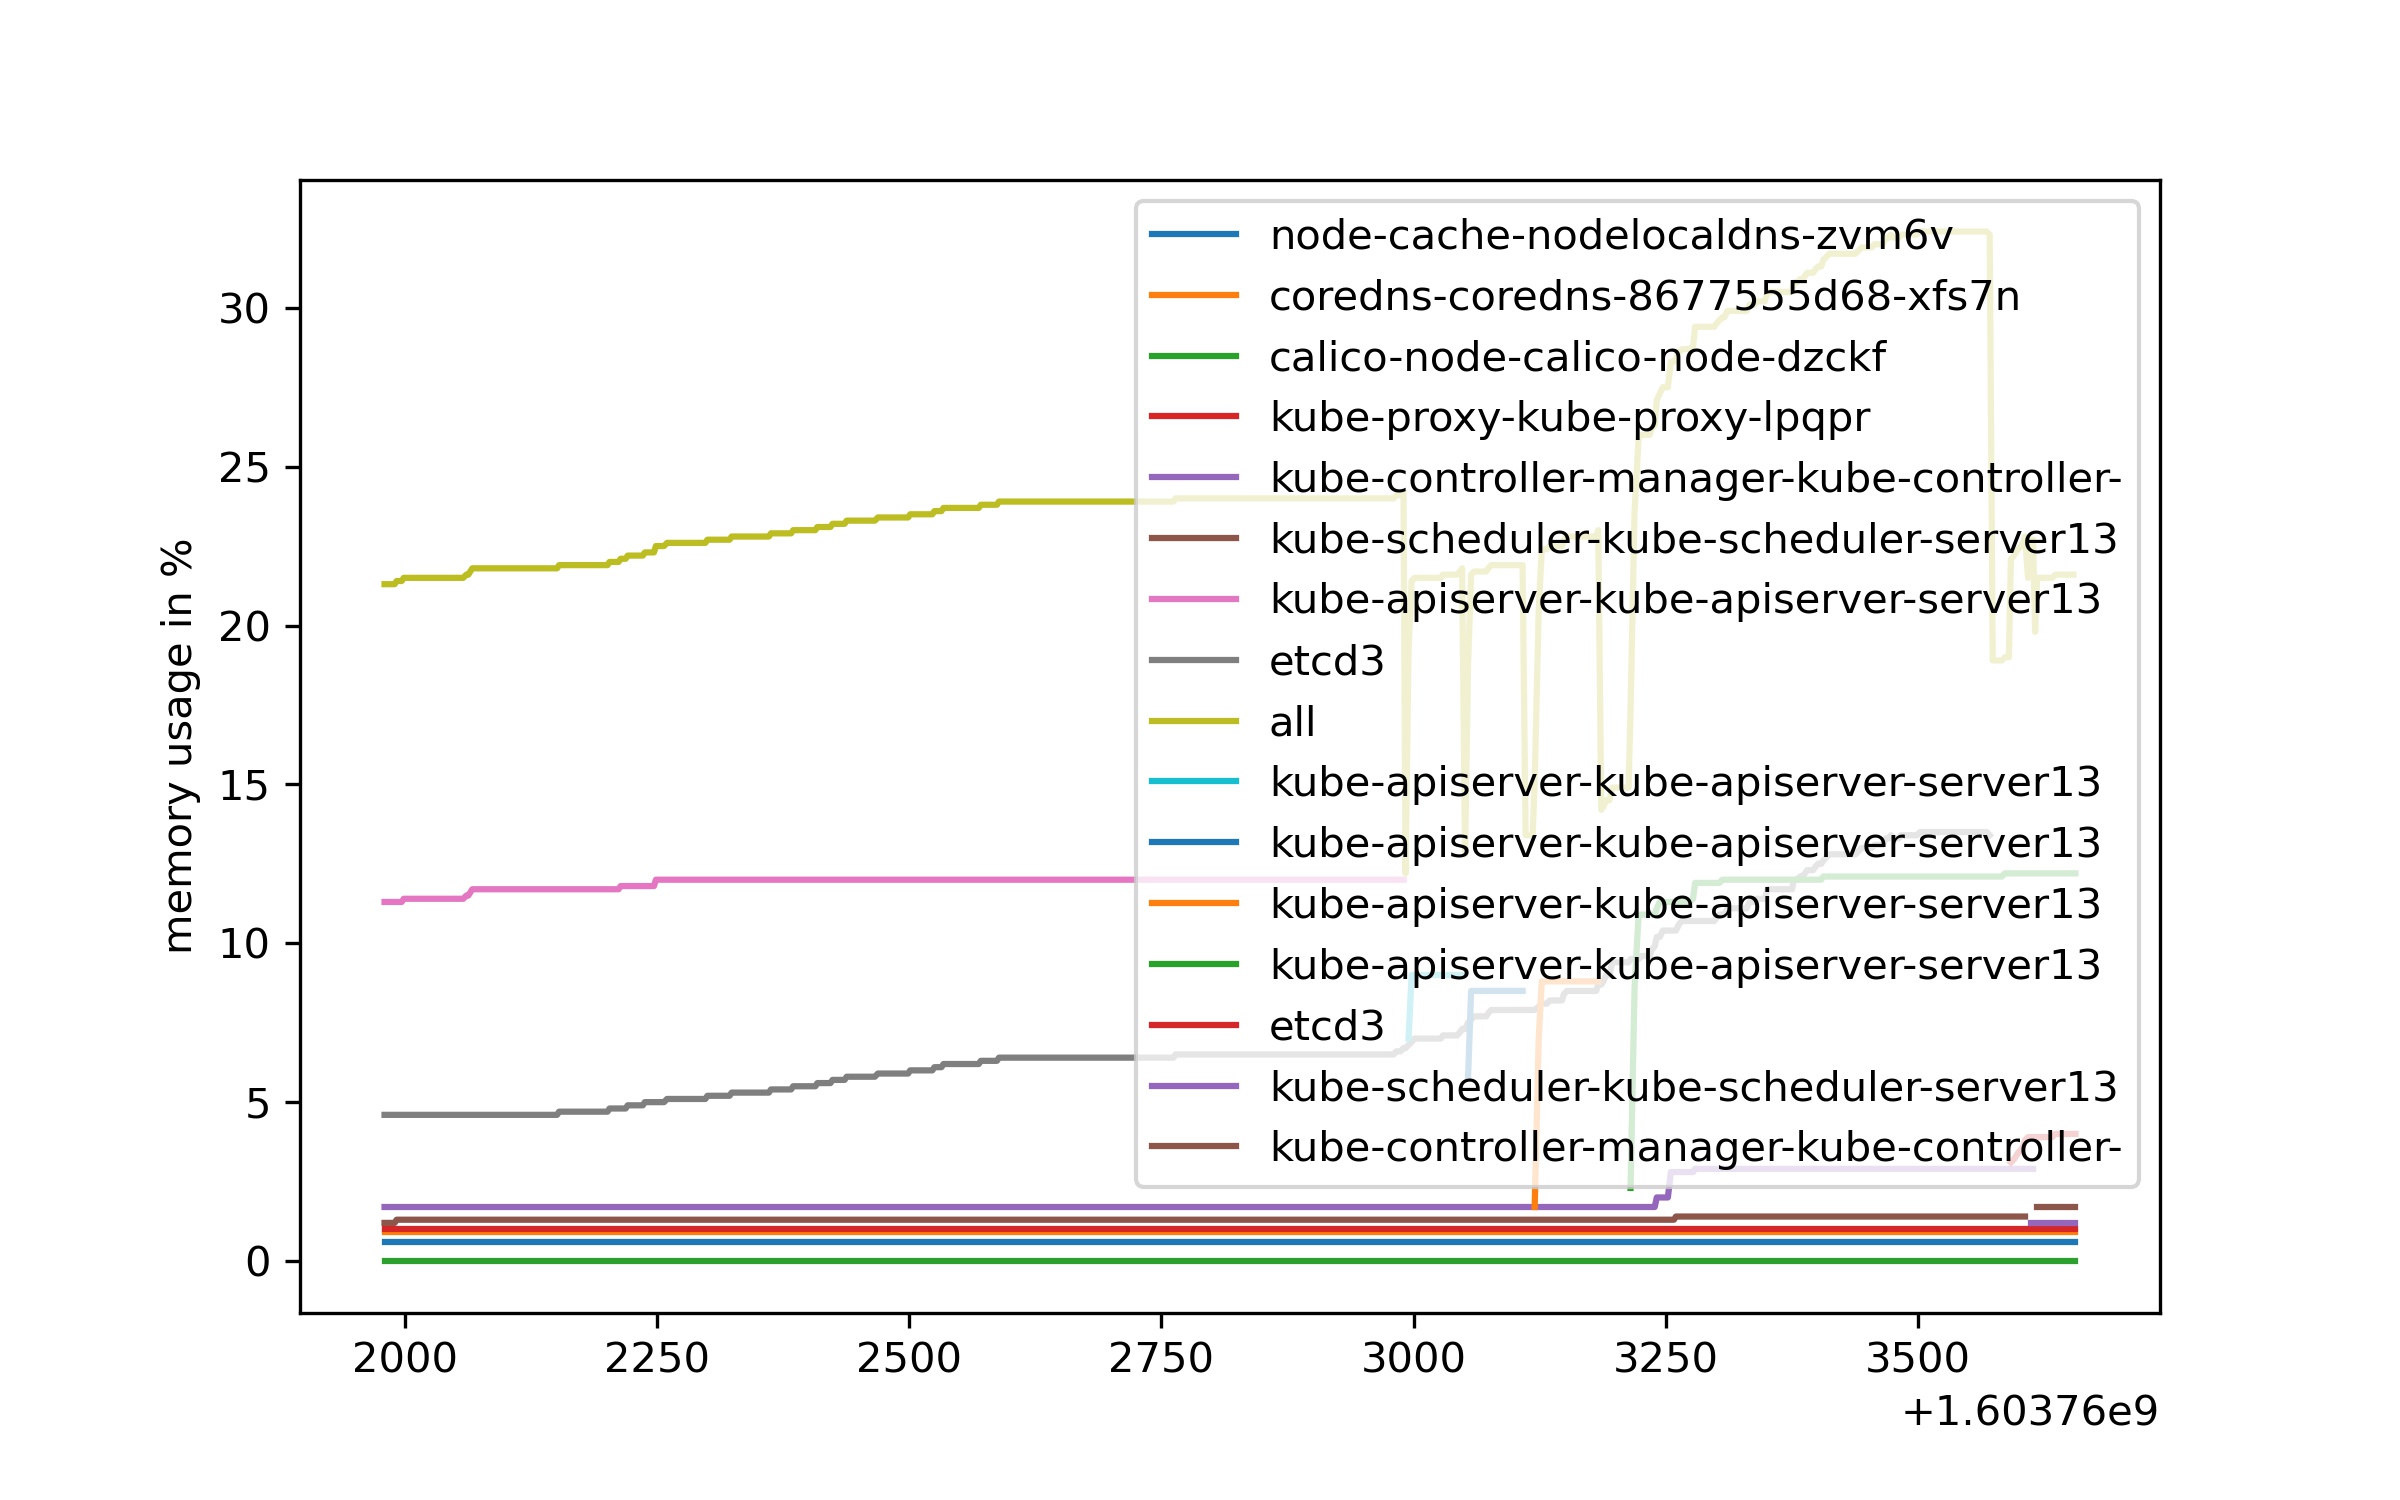 node-cache-nodelocaldns-zvm6v
coredns-coredns-8677555d68-xfs7n
calico-node-calico-node-dzckf
kube-proxy-kube-proxy-lpqpr
kube-controller-manager-kube-controller-
kube-scheduler-kube-scheduler-server13
kube-apiserver-kube-apiserver-server13
etcd3
all
kube-apiserver-kube-apiserver-server13
kube-apiserver-kube-apiserver-server13
kube-apiserver-kube-apiserver-server13
kube-apiserver-kube-apiserver-server13
etcd3
kube-scheduler-kube-scheduler-server13
kube-controller-manager-kube-controller-
memory usage in %
30
25
20
15
10
5
0
2000 2250 2500 2750 3000 3250 3500
+1.60376e9